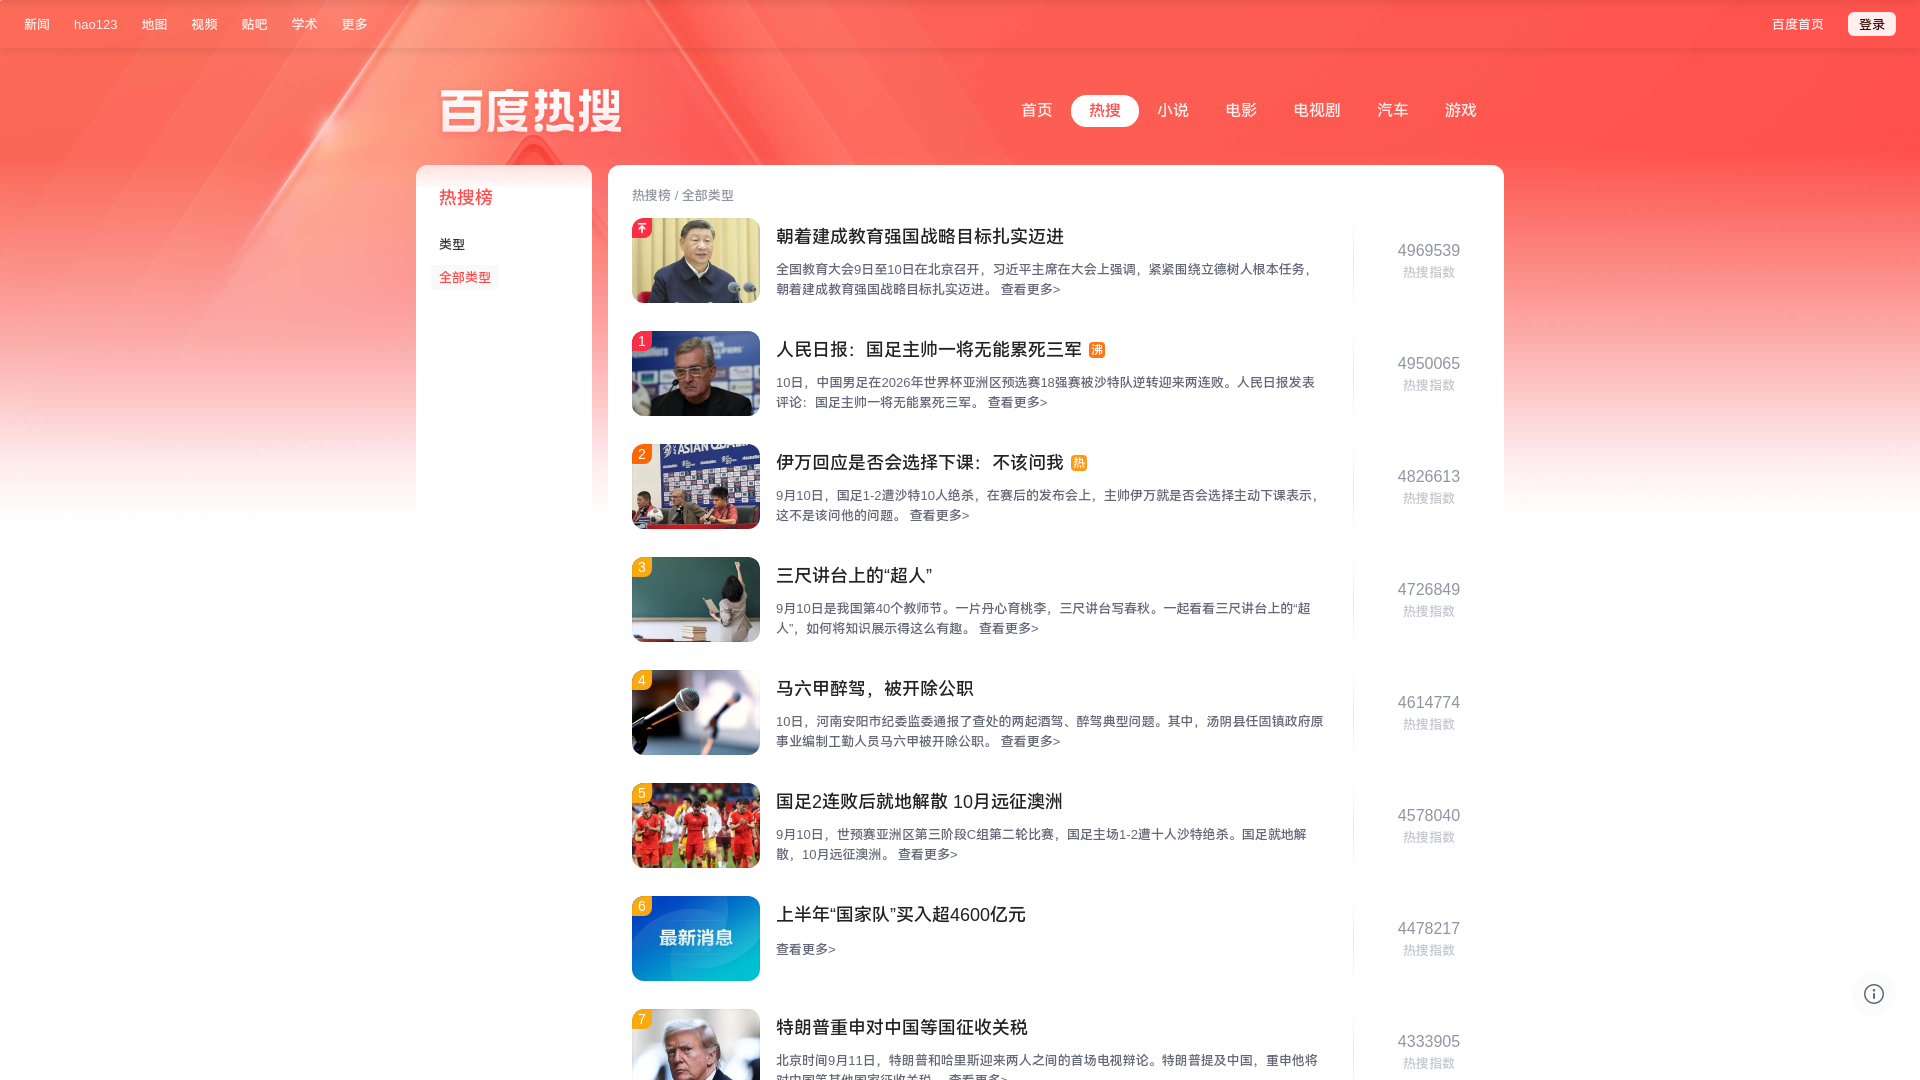 新闻 hao123 地图 视频 贴吧 学术 更多 百度首页 登录
百度热搜
首页 热搜 小说 电影 电视剧 汽车 游戏
热搜榜
类型
全部类型
热搜榜 / 全部类型
朝着建成教育强国战略目标扎实迈进
全国教育大会9日至10日在北京召开，习近平主席在大会上强调，紧紧围绕立德树人根本任务，
朝着建成教育强国战略目标扎实迈进。 查看更多>
4969539
热搜指数
1
人民日报：国足主帅一将无能累死三军 沸
10日，中国男足在2026年世界杯亚洲区预选赛18强赛被沙特队逆转迎来两连败。人民日报发表
评论：国足主帅一将无能累死三军。 查看更多>
4950065
热搜指数
2
伊万回应是否会选择下课：不该问我 热
9月10日，国足1-2遭沙特10人绝杀，在赛后的发布会上，主帅伊万就是否会选择主动下课表示，
这不是该问他的问题。 查看更多>
4826613
热搜指数
3
三尺讲台上的“超人”
9月10日是我国第40个教师节。一片丹心育桃李，三尺讲台写春秋。一起看看三尺讲台上的“超
人”，如何将知识展示得这么有趣。 查看更多>
4726849
热搜指数
4
马六甲醉驾，被开除公职
10日，河南安阳市纪委监委通报了查处的两起酒驾、醉驾典型问题。其中，汤阴县任固镇政府原
事业编制工勤人员马六甲被开除公职。 查看更多>
4614774
热搜指数
5
国足2连败后就地解散 10月远征澳洲
9月10日，世预赛亚洲区第三阶段C组第二轮比赛，国足主场1-2遭十人沙特绝杀。国足就地解
散，10月远征澳洲。 查看更多>
4578040
热搜指数
6
最新消息
上半年“国家队”买入超4600亿元
查看更多>
4478217
热搜指数
7
特朗普重申对中国等国征收关税
北京时间9月11日，特朗普和哈里斯迎来两人之间的首场电视辩论。特朗普提及中国，重申他将
对中国等其他国家征收关税。 查看更多>
4333905
热搜指数